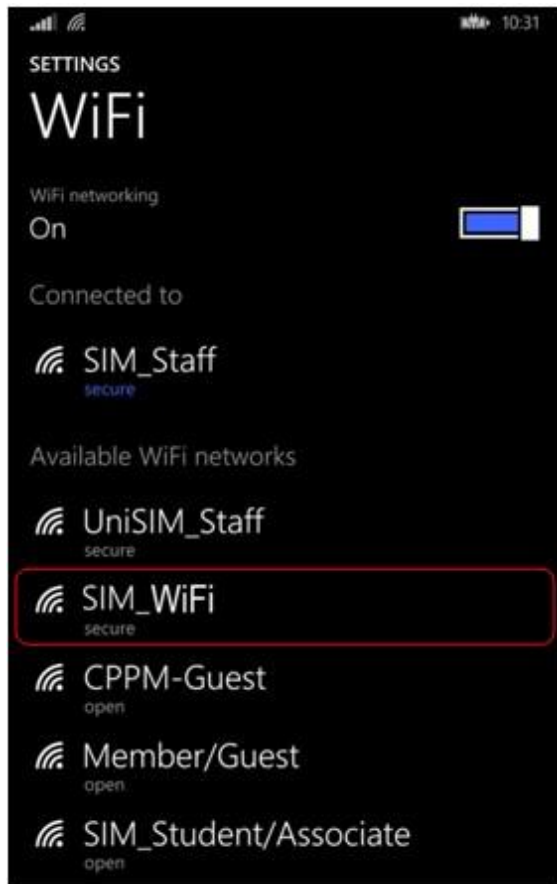 10:31
SETTINGS
WiFi
WiFi networking
On
Connected to
SIM_Staff
secure
Available WiFi networks
UniSIM_Staff
secure
SIM_WiFi
secure
CPPM-Guest
open
Member/Guest
open
SIM_Student/Associate
open